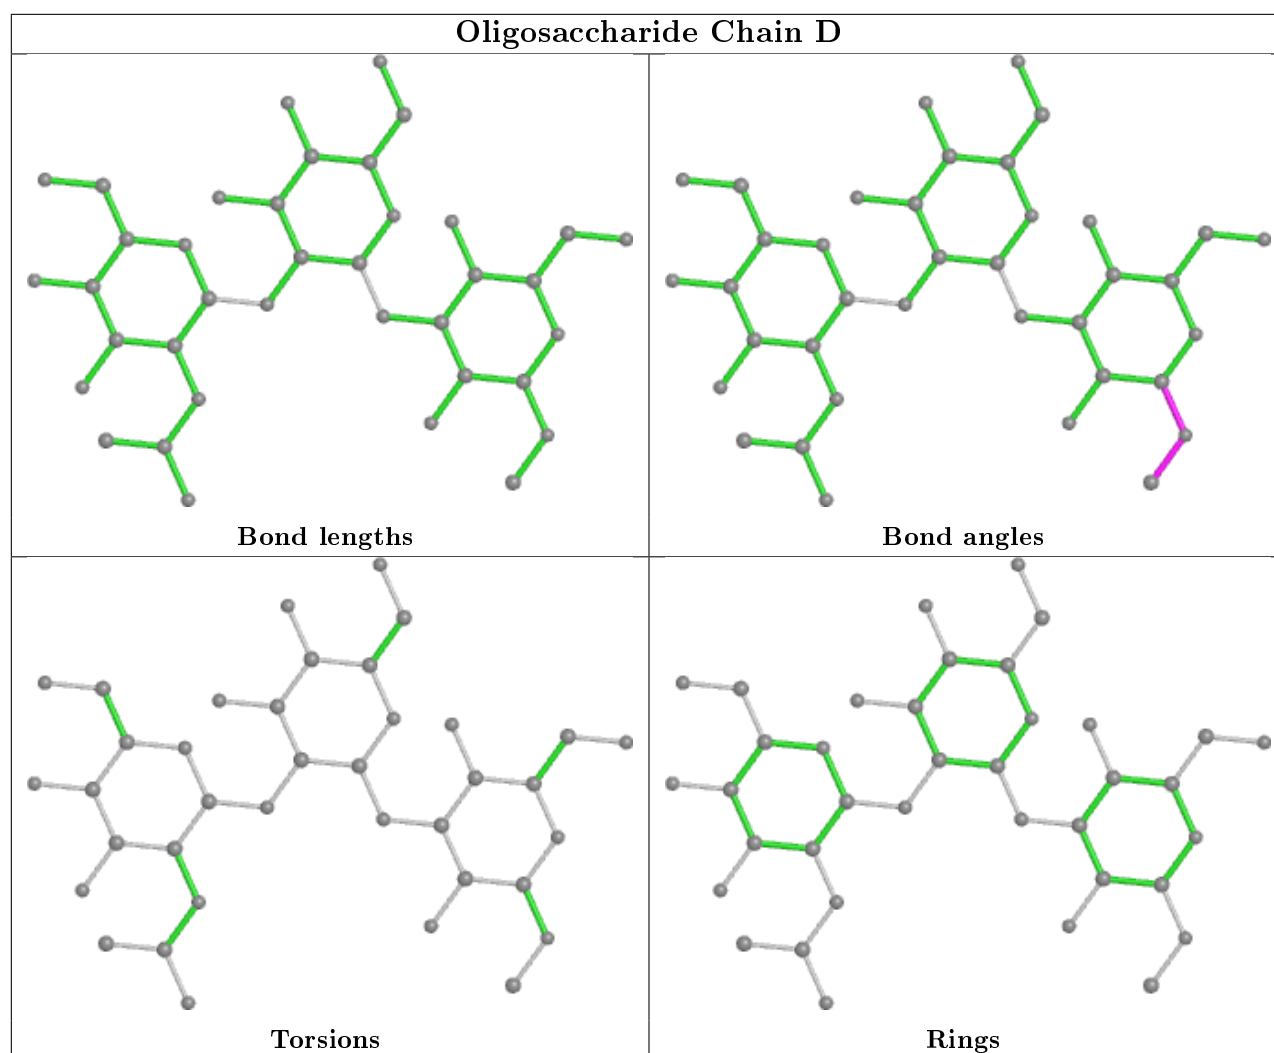 Oligosaccharide Chain D
Bond lengths
Bond angles
Torsions
Rings